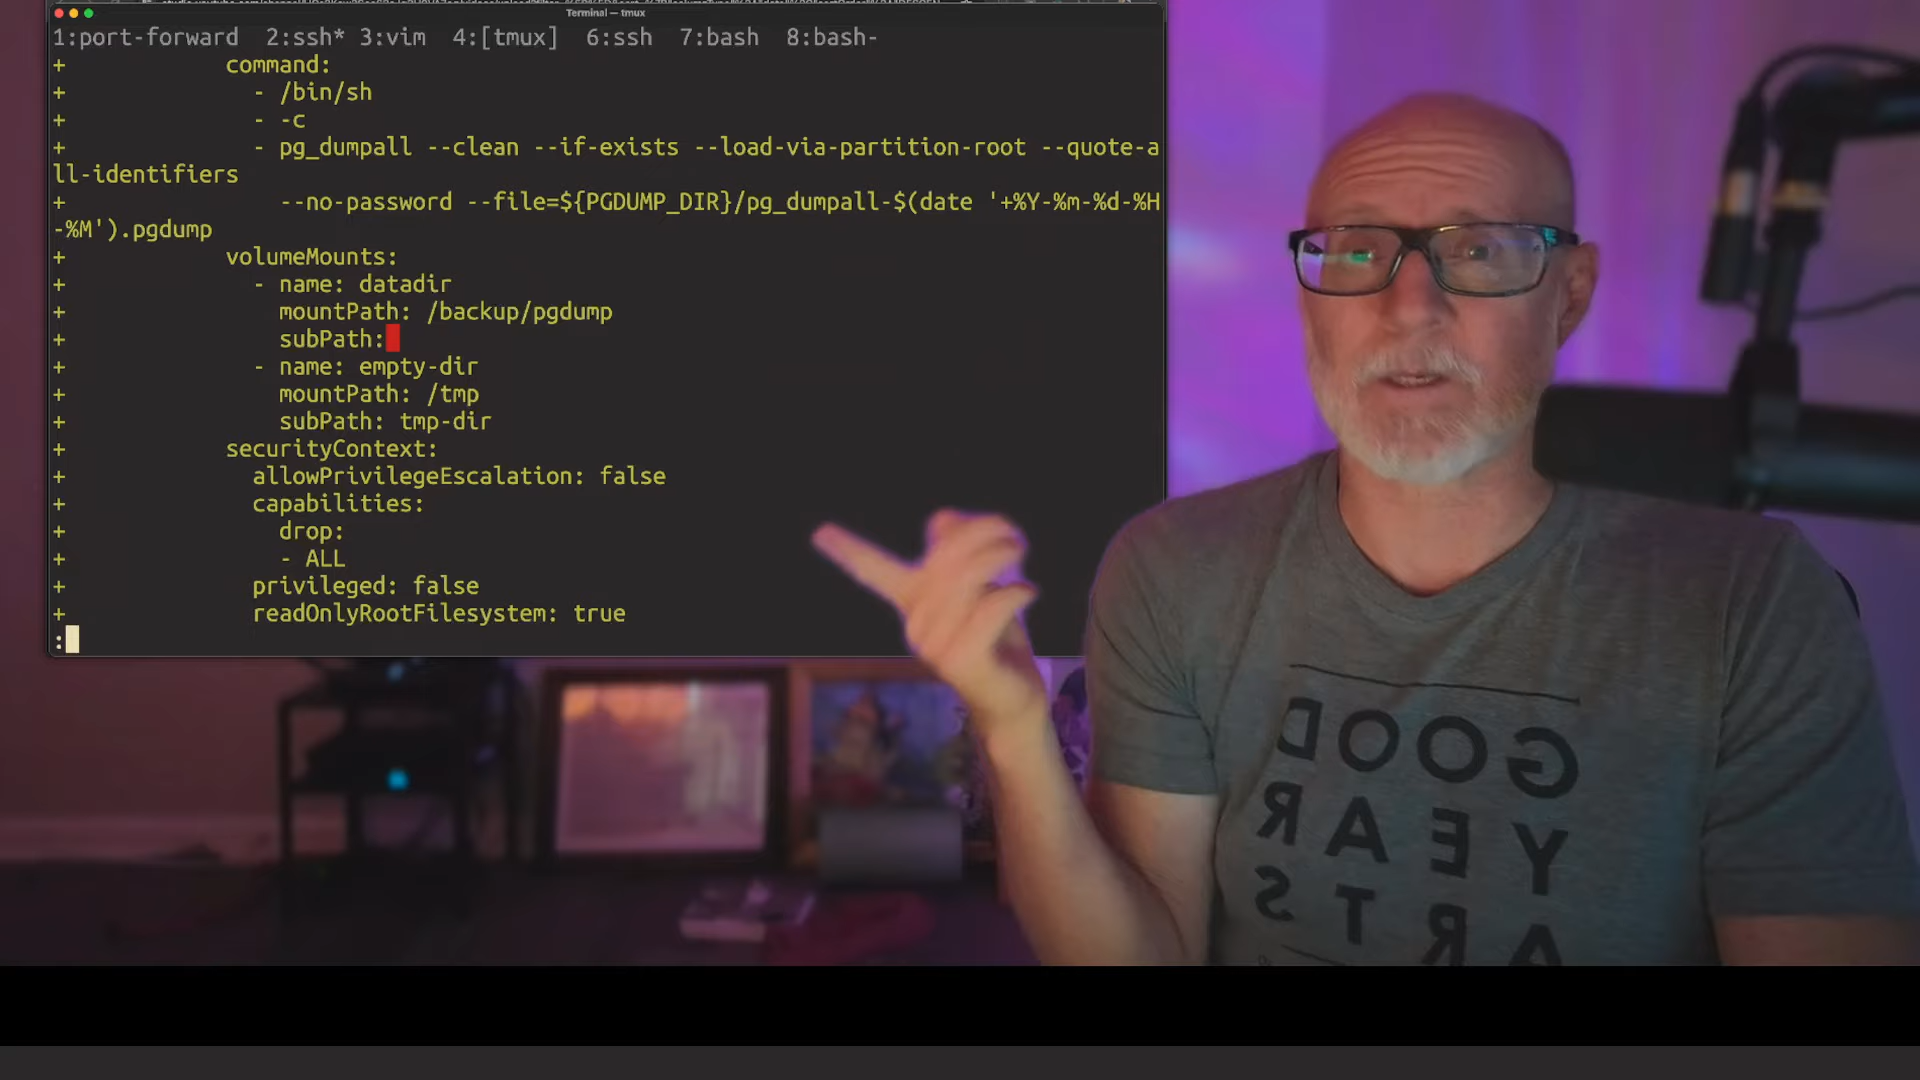 Terminal — tmux
1:port-forward 2:ssh* 3:vim 4:[tmux] 6:ssh 7:bash 8:bash-
+ command:
+ - /bin/sh
+ - -c
+ - pg_dumpall --clean --if-exists --load-via-partition-root --quote-a
ll-identifiers
+ --no-password --file=${PGDUMP_DIR}/pg_dumpall-$(date '+%Y-%m-%d-%H
-%M').pgdump
+ volumeMounts:
+ - name: datadir
+ mountPath: /backup/pgdump
+ subPath:
+ - name: empty-dir
+ mountPath: /tmp
+ subPath: tmp-dir
+ securityContext:
+ allowPrivilegeEscalation: false
+ capabilities:
+ drop:
+ - ALL
+ privileged: false
+ readOnlyRootFilesystem: true
:
GOOD
YEAR
ARTS